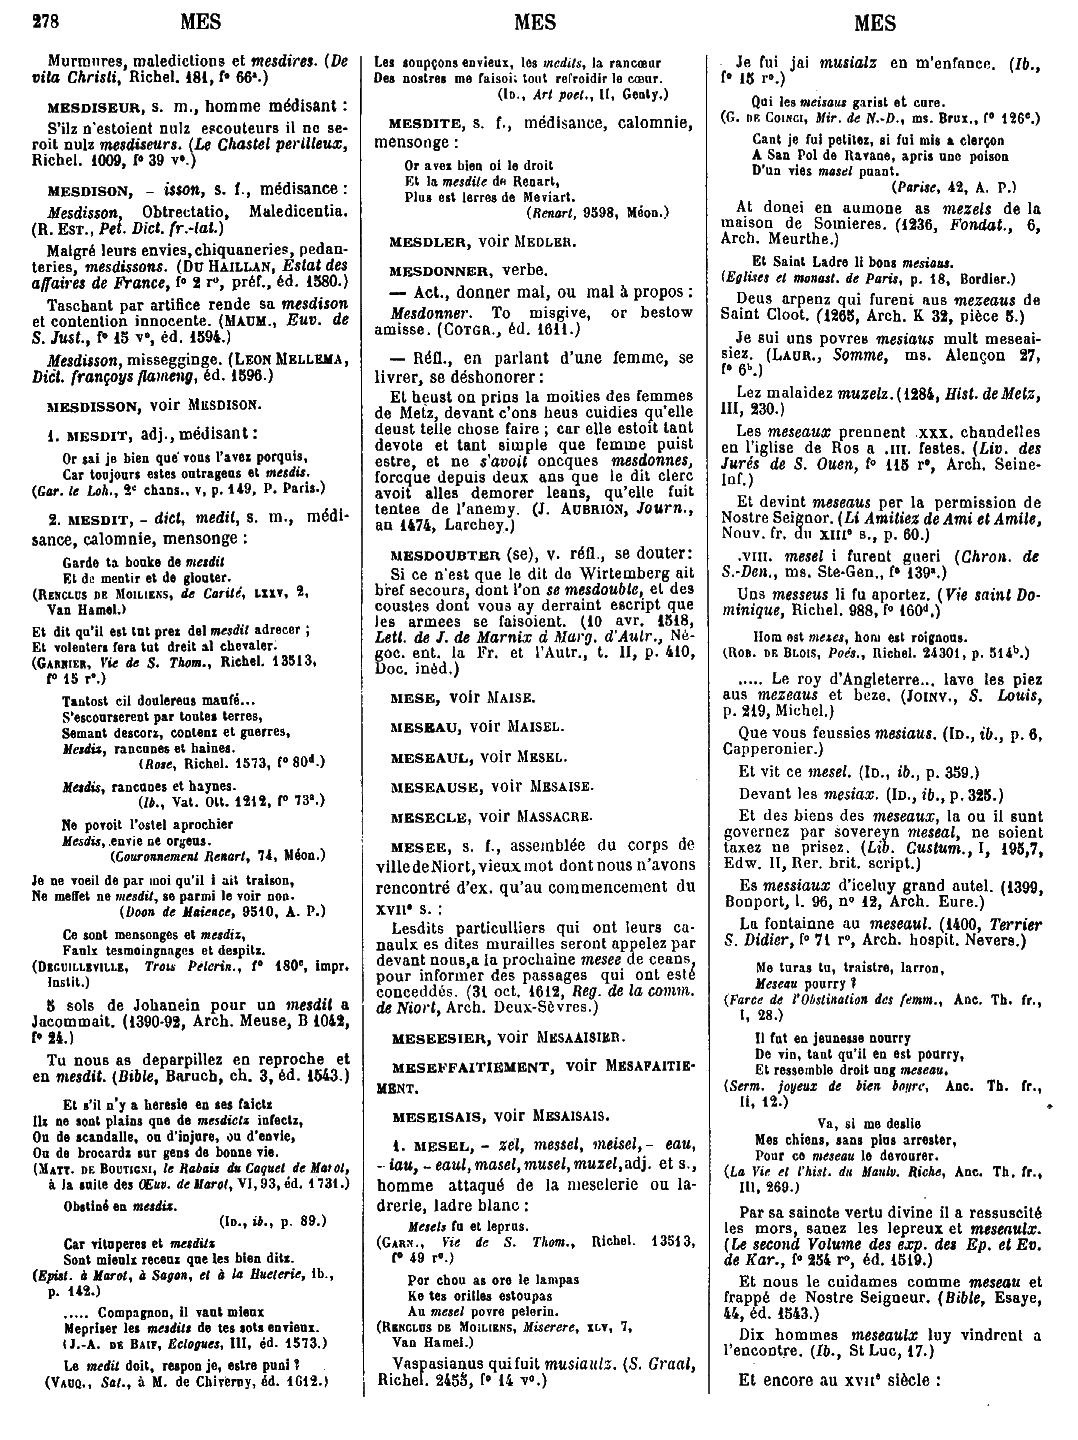 278 MES MES MES
Murmures, maledictions et mesdires. (De
vita Christi, Richel. 181, f° 66ª.)
MESDISEUR, s. m., homme médisant :
S'ilz n'estoient nulz escouteurs il ne se-
roit nulz mesdiseurs. (Le Chastel perilleux,
Richel. 1009, f° 39 v°.)
MESDISON, - isson, s. f., médisance :
Mesdisson, Obtrectatio, Maledicentia.
(R. EST., Pet. Dict. fr.-lat.)
Malgré leurs envies, chiquaneries, pedan-
teries, mesdissons. (DU HAILLAN, Estat des
affaires de France, f° 2 r°, préf., éd. 1580.)
Taschant par artifice rende sa mesdison
et contention innocente. (MAUM., Euv. de
S. Just., f° 15 v°, éd. 1594.)
Mesdisson, missegginge. (LEON MELLEMA,
Dict. françoys flameng, éd. 1596.)
MESDISSON, voir MESDISON.
1. MESDIT, adj., médisant :
Or sai je bien que vous l'avez porquis,
Car toujours estes outrageus et mesdis.
(Gar. le Loh., 2e chans., v, p. 149, P. Paris.)
2. MESDIT, - dict, medit, s. m., médi-
sance, calomnie, mensonge :
Garde ta bouke de mesdit
Et de mentir et de glouter.
(RENCLUS DE MOILIENS, de Carité, LXXV, 2,
Van Hamel.)
Et dit qu'il est tut prez del mesdit adrecer ;
Et volenters fera tut dreit al chevaler.
(GARNIER, Vie de S. Thom., Richel. 13513,
f° 15 r°.)
Tantost cil doulereus maufé...
S'escourserent par toutes terres,
Semant descorz, contenz et guerres,
Mesdiz, rancunes et haines.
(Rose, Richel. 1573, f° 80d.)
Mesdis, rancunes et haynes.
(Ib., Vat. Ott. 1212, f° 73ª.)
Ne povoit l'ostel aprochier
Mesdis, envie ne orgeus.
(Couronnement Renart, 74, Méon.)
Je ne voeil de par moi qu'il i ait traison,
Ne meffet ne mesdit, se parmi le voir non.
(Doon de Maience, 9510, A. P.)
Ce sont mensonges et mesdiz,
Faulx tesmoingnages et despitz.
(DEGUILLEVILLE, Trois Pelerin., f° 180c, impr.
Instit.)
5 sols de Johanein pour un mesdit a
Jacommait. (1390-92, Arch. Meuse, B 1042,
f° 24.)
Tu nous as deparpillez en reproche et
en mesdit. (Bible, Baruch, ch. 3, éd. 1543.)
Et s'il n'y a heresie en ses faictz
Ilz ne sont plains que de mesdictz infectz,
Ou de scandalle, ou d'injure, ou d'envie,
Ou de brocardz sur gens de bonne vie.
(MATT. DE BOUTIGNI, le Rabais du Caquet de Marot,
à la suite des Œuv. de Marot, VI, 93, éd. 1731.)
Obstiné en mesdiz.
(ID., ib., p. 89.)
Car vituperes et mesditz
Sont mieulx receuz que les bien ditz.
(Epist. à Marot, à Sagon, et à la Hueterie, ib.,
p. 142.)
..... Compagnon, il vaut mieux
Mepriser les mesdits de tes sots envieux.
(J.-A. DE BAIF, Eclogues, III, éd. 1573.)
Le medit doit, respon je, estre puni ?
(VAUQ., Sat., à M. de Chiverny, éd. 1612.)
Les soupçons envieux, les medits, la rancœur
Des nostres me faisoit tout refroidir le cœur.
(ID., Art poet., II, Genty.)
MESDITE, s. f., médisance, calomnie,
mensonge :
Or avez bien oi le droit
Et la mesdite de Renart,
Plus est lerres de Meviart.
(Renart, 9598, Méon.)
MESDLER, voir MEDLER.
MESDONNER, verbe.
— Act., donner mal, ou mal à propos :
Mesdonner. To misgive, or bestow
amisse. (COTGR., éd. 1611.)
— Réfl., en parlant d'une femme, se
livrer, se déshonorer :
Et heust on prins la moities des femmes
de Metz, devant c'ons heus cuidies qu'elle
deust telle chose faire ; car elle estoit tant
devote et tant simple que femme puist
estre, et ne s'avoit oncques mesdonnes,
forcque depuis deux ans que le dit clerc
avoit alles demorer leans, qu'elle fuit
tentee de l'anemy. (J. AUBRION, Journ.,
an 1474, Larchey.)
MESDOUBTER (se), v. réfl., se douter:
Si ce n'est que le dit de Wirtemberg ait
bref secours, dont l'on se mesdouble, et des
coustes dont vous ay derraint escript que
les armees se faisoient. (10 avr. 1518,
Lett. de J. de Marnix à Marg. d'Autr., Né-
goc. ent. la Fr. et l'Autr., t. II, p. 410,
Doc. inéd.)
MESE, voir MAISE.
MESEAU, voir MAISEL.
MESEAUL, voir MESEL.
MESEAUSE, voir MESAISE.
MESECLE, voir MASSACRE.
MESEE, s. f., assemblée du corps de
ville de Niort, vieux mot dont nous n'avons
rencontré d'ex. qu'au commencement du
XVIIe s. :
Lesdits particulliers qui ont leurs ca-
naulx es dites murailles seront appelez par
devant nous, a la prochaine mesee de ceans,
pour informer des passages qui ont esté
conceddés. (31 oct. 1612, Reg. de la comm.
de Niort, Arch. Deux-Sèvres.)
MESEESIER, voir MESAAISIER.
MESEFFAITIEMENT, voir MESAFAITIE-
MENT.
MESEISAIS, voir MESAISAIS.
1. MESEL, - zel, messel, meisel, - eau,
- iau, - eaul, masel, musel, muzel, adj. et s.,
homme attaqué de la meselerie ou la-
drerie, ladre blanc :
Mesels fu et leprus.
(GARN., Vie de S. Thom., Richel. 13513,
f° 49 r°.)
Por chou as ore le lampas
Ke tes orilles estoupas
Au mesel povre pelerin.
(RENCLUS DE MOILIENS, Miserere, XLV, 7,
Van Hamel.)
Vaspasianus qui fuit musiaulz. (S. Graal,
Richel. 2455, f° 14 v°.)
Je fui jai musialz en m'enfance. (Ib.,
f° 15 r°.)
Qui les meisaus garist et cure.
(G. DE COINCI, Mir. de N.-D., ms. Brux., f° 126c.)
Cant je fui petitez, si fui mis a clerçon
A San Pol de Ravane, apris une poison
D'un vies masel puant.
(Parise, 42, A. P.)
At donei en aumone as mezels de la
maison de Somieres. (1236, Fondat., 6,
Arch. Meurthe.)
Et Saint Ladre li bons mesiaus.
(Eglises et monast. de Paris, p. 18, Bordier.)
Deus arpenz qui furent aus mezeaus de
Saint Cloot. (1265, Arch. K 32, pièce 5.)
Je sui uns povres mesiaus mult meseai-
siez. (LAUR., Somme, ms. Alençon 27,
f° 6b.)
Lez malaidez muzelz. (1284, Hist. de Metz,
III, 230.)
Les meseaux prennent .XXX. chandelles
en l'iglise de Ros a .III. festes. (Liv. des
Jurés de S. Ouen, f° 115 r°, Arch. Seine-
Inf.)
Et devint meseaus per la permission de
Nostre Seignor. (Li Amitiez de Ami et Amile,
Nouv. fr. du XIIIe s., p. 60.)
.VIII. mesel i furent gueri (Chron. de
S.-Den., ms. Ste-Gen., f° 139ª.)
Uns messeus li fu aportez. (Vie saint Do-
minique, Richel. 988, f° 160d.)
Hom est mezes, hom est roignous.
(ROB. DE BLOIS, Poés., Richel. 24301, p. 514b.)
..... Le roy d'Angleterre... lave les piez
aus mezeaus et beze. (JOINV., S. Louis,
p. 219, Michel.)
Que vous feussies mesiaus. (ID., ib., p. 6,
Capperonier.)
Et vit ce mesel. (ID., ib., p. 359.)
Devant les mesiax. (ID., ib., p. 325.)
Et des biens des meseaux, la ou il sunt
governez par sovereyn meseal, ne soient
taxez ne prisez. (Lib. Custum., I, 195,7,
Edw. II, Rer. brit. script.)
Es messiaux d'iceluy grand autel. (1399,
Bonport, l. 96, n° 12, Arch. Eure.)
La fontainne au meseaul. (1400, Terrier
S. Didier, f° 71 r°, Arch. hospit. Nevers.)
Me turas tu, traistre, larron,
Meseau pourry ?
(Farce de l'Obstination des femm., Anc. Th. fr.,
I, 28.)
Il fut en jeunesse nourry
De vin, tant qu'il en est pourry,
Et ressemble droit ung meseau.
(Serm. joyeux de bien boyre, Anc. Th. fr.,
II, 12.)
Va, si me deslie
Mes chiens, sans plus arrester,
Pour ce meseau le devourer.
(La Vie et l'hist. du Maulv. Riche, Anc. Th. fr.,
III, 269.)
Par sa saincte vertu divine il a ressuscité
les mors, sanez les lepreux et meseaulx.
(Le second Volume des exp. des Ep. et Ev.
de Kar., f° 254 r°, éd. 1519.)
Et nous le cuidames comme meseau et
frappé de Nostre Seigneur. (Bible, Esaye,
44, éd. 1543.)
Dix hommes meseaulx luy vindrent a
l'encontre. (Ib., St Luc, 17.)
Et encore au XVIIe siècle :